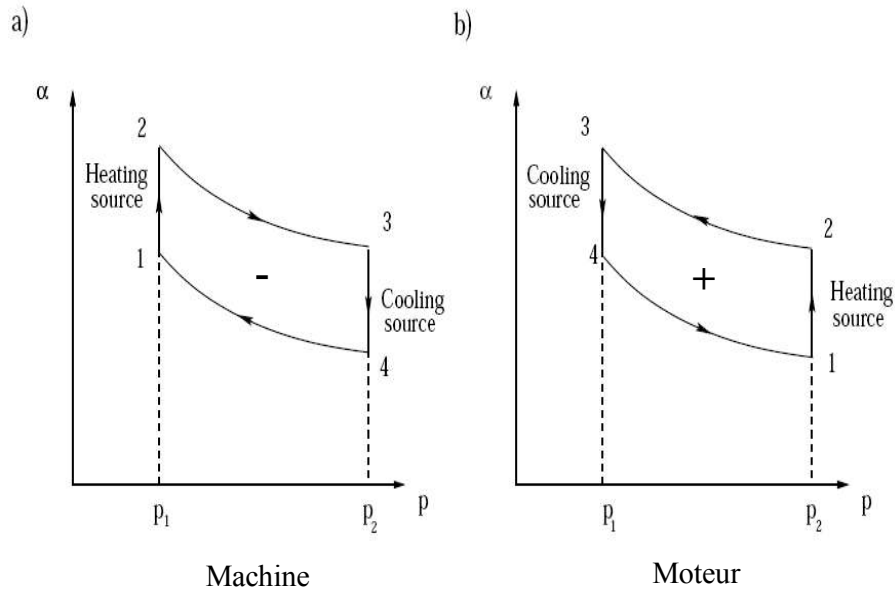 a)
α
2
Heating
source
3
1
-
Cooling
source
4
p₁
p₂
p
Machine
b)
α
3
Cooling
source
2
4
+
Heating
source
1
p₁
p₂
p
Moteur